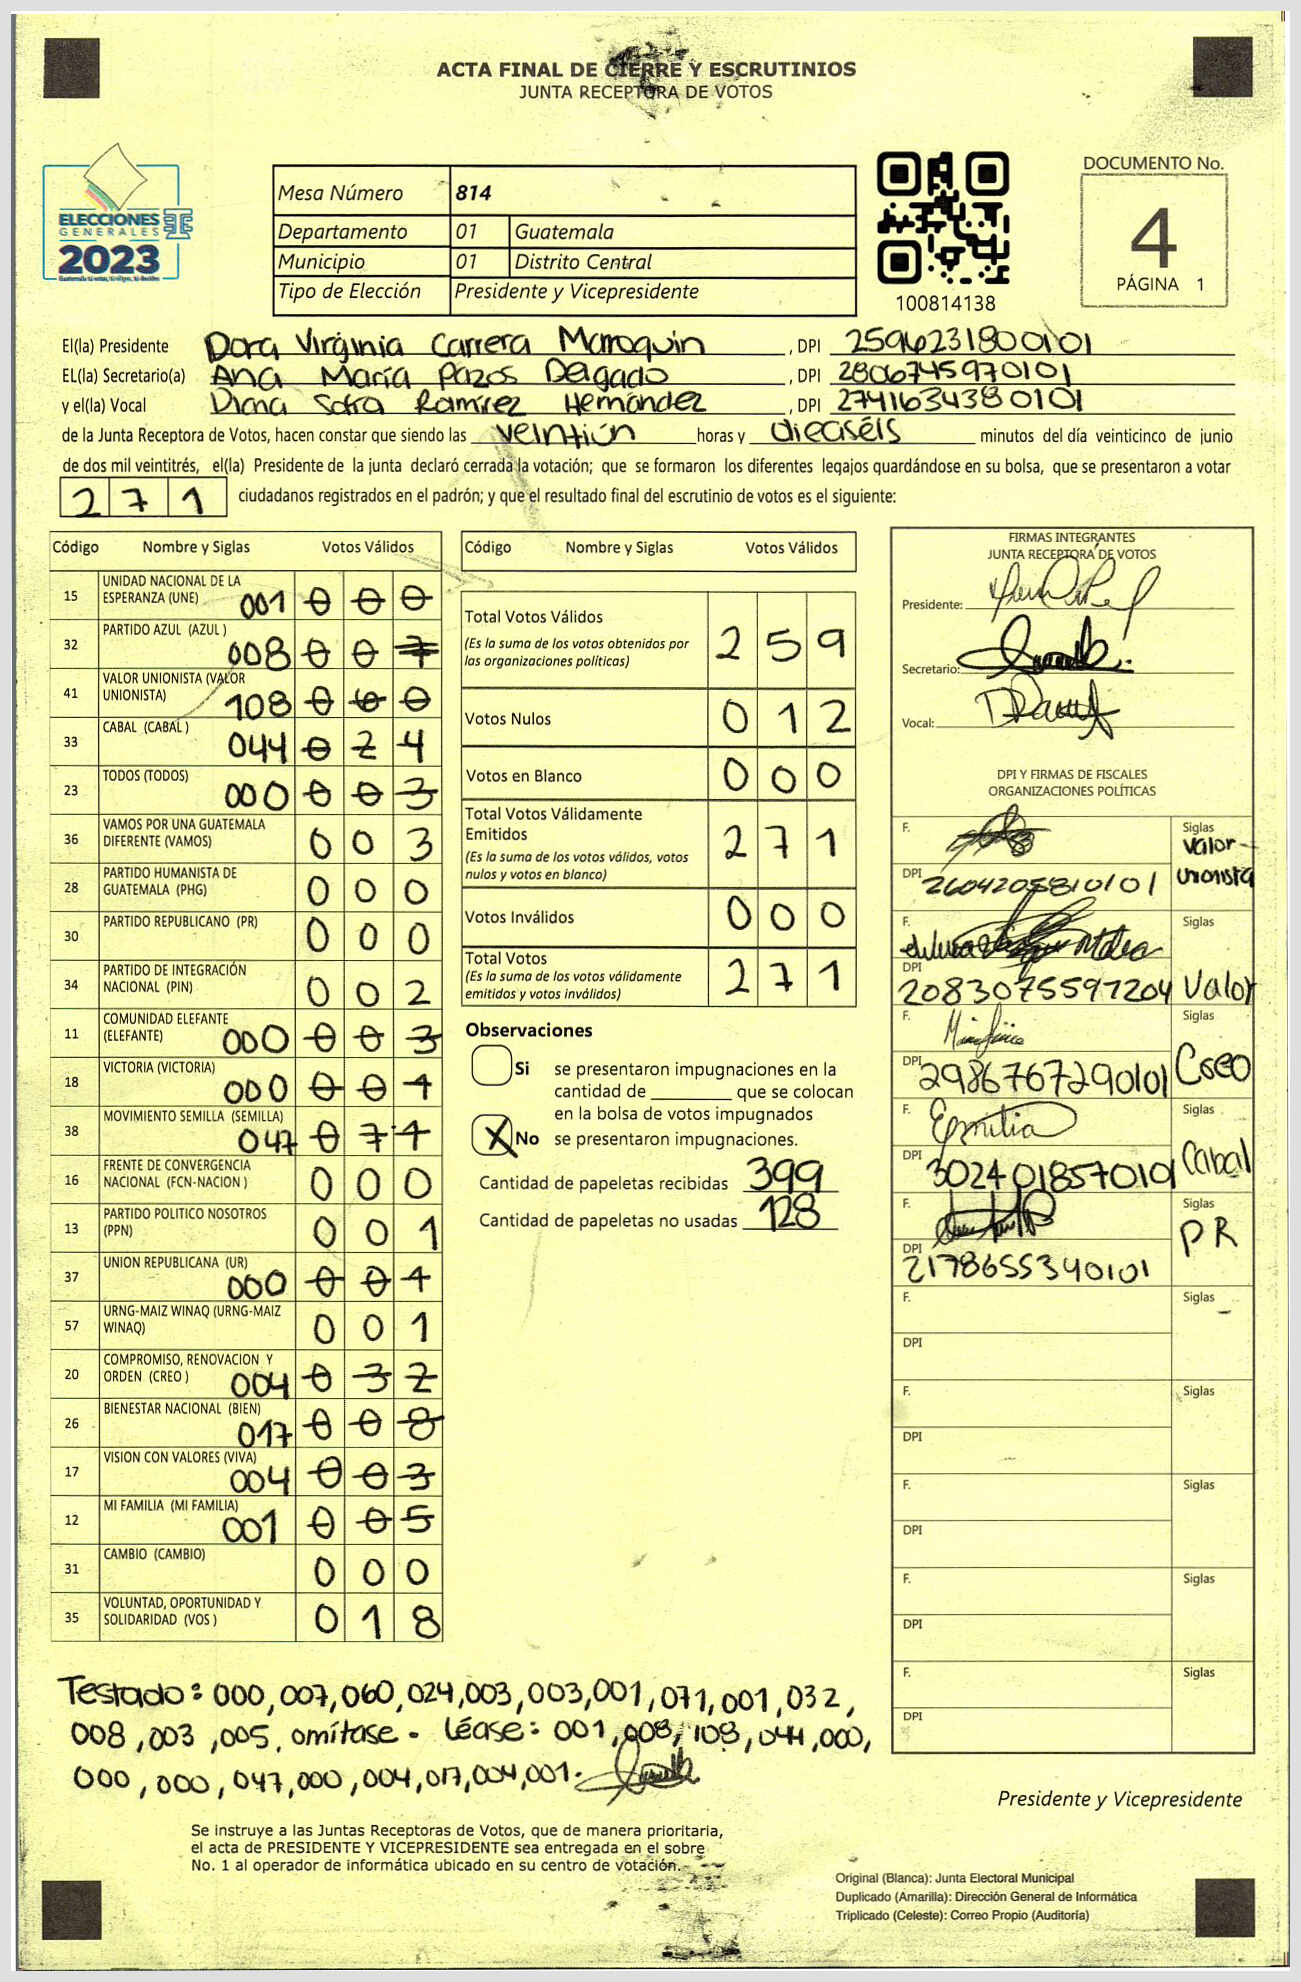 ACTA FINAL DE CIERRE Y ESCRUTINIOS
JUNTA RECEPTORA DE VOTOS
ELECCIONES
GENERALES
2023
Mesa Número 814
Departamento 01 Guatemala
Municipio 01 Distrito Central
Tipo de Elección Presidente y Vicepresidente
100814138
DOCUMENTO No.
4
PÁGINA 1
El(la) Presidente Dora Virginia Carrera Marroquin , DPI 2596231800101
EL(la) Secretario(a) Ana María Pazos Delgado , DPI 2806745970101
y el(la) Vocal Diana Sofía Ramírez Hernández , DPI 2741634380101
de la Junta Receptora de Votos, hacen constar que siendo las veintiún horas y dieciséis minutos del día veinticinco de junio
de dos mil veintitrés, el(la) Presidente de la junta declaró cerrada la votación; que se formaron los diferentes legajos guardándose en su bolsa, que se presentaron a votar
2 7 1 ciudadanos registrados en el padrón; y que el resultado final del escrutinio de votos es el siguiente:
Código Nombre y Siglas Votos Válidos
15 UNIDAD NACIONAL DE LA
ESPERANZA (UNE) 001 0 0 0
32 PARTIDO AZUL (AZUL ) 008 0 0 7
41 VALOR UNIONISTA (VALOR
UNIONISTA) 108 0 6 0
33 CABAL (CABAL ) 044 0 2 4
23 TODOS (TODOS) 000 0 0 3
36 VAMOS POR UNA GUATEMALA
DIFERENTE (VAMOS) 0 0 3
28 PARTIDO HUMANISTA DE
GUATEMALA (PHG) 0 0 0
30 PARTIDO REPUBLICANO (PR) 0 0 0
34 PARTIDO DE INTEGRACIÓN
NACIONAL (PIN) 0 0 2
11 COMUNIDAD ELEFANTE
(ELEFANTE) 000 0 0 3
18 VICTORIA (VICTORIA) 000 0 0 1
38 MOVIMIENTO SEMILLA (SEMILLA) 047 0 7 1
16 FRENTE DE CONVERGENCIA
NACIONAL (FCN-NACION ) 0 0 0
13 PARTIDO POLITICO NOSOTROS
(PPN) 0 0 1
37 UNION REPUBLICANA (UR) 000 0 0 1
57 URNG-MAIZ WINAQ (URNG-MAIZ
WINAQ) 0 0 1
20 COMPROMISO, RENOVACION Y
ORDEN (CREO ) 004 0 3 2
26 BIENESTAR NACIONAL (BIEN) 017 0 0 8
17 VISION CON VALORES (VIVA) 004 0 0 3
12 MI FAMILIA (MI FAMILIA) 001 0 0 5
31 CAMBIO (CAMBIO) 0 0 0
35 VOLUNTAD, OPORTUNIDAD Y
SOLIDARIDAD (VOS ) 0 1 8
Código Nombre y Siglas Votos Válidos
Total Votos Válidos 2 5 9
(Es la suma de los votos obtenidos por
las organizaciones políticas)
Votos Nulos 0 1 2
Votos en Blanco 0 0 0
Total Votos Válidamente
Emitidos 2 7 1
(Es la suma de los votos válidos, votos
nulos y votos en blanco)
Votos Inválidos 0 0 0
Total Votos 2 7 1
(Es la suma de los votos válidamente
emitidos y votos inválidos)
Observaciones
Si se presentaron impugnaciones en la
cantidad de ________ que se colocan
en la bolsa de votos impugnados
X No se presentaron impugnaciones.
Cantidad de papeletas recibidas 399
Cantidad de papeletas no usadas 128
FIRMAS INTEGRANTES
JUNTA RECEPTORA DE VOTOS
Presidente:
Secretario:
Vocal:
DPI Y FIRMAS DE FISCALES
ORGANIZACIONES POLÍTICAS
F. Siglas Valor
unionista
DPI 2604205810101
F. Siglas
DPI 2083075597204 Valor
F. Siglas
DPI 2986767290101 Creo
F. Emilia Siglas
DPI 3024018570101 Cabal
F. Siglas
DPI 2178655340101 PR
F. Siglas
DPI
F. Siglas
DPI
F. Siglas
DPI
F. Siglas
DPI
F. Siglas
DPI
Testado: 000,007,060,024,003,003,001,071,001,032,
008,003,005, omítase. Léase: 001,008,108,044,000,
000,000,047,000,004,017,004,001.
Presidente y Vicepresidente
Se instruye a las Juntas Receptoras de Votos, que de manera prioritaria,
el acta de PRESIDENTE Y VICEPRESIDENTE sea entregada en el sobre
No. 1 al operador de informática ubicado en su centro de votación.
Original (Blanca): Junta Electoral Municipal
Duplicado (Amarilla): Dirección General de Informática
Triplicado (Celeste): Correo Propio (Auditoría)